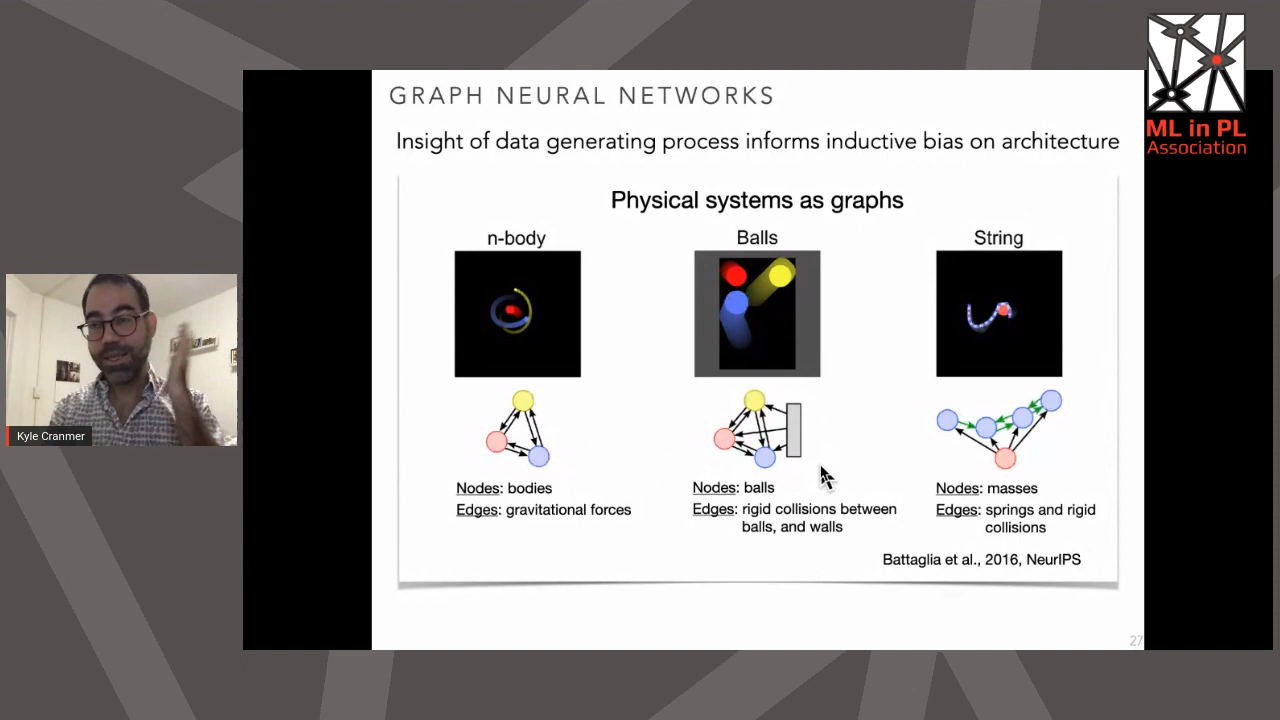 GRAPH NEURAL NETWORKS
Insight of data generating process informs inductive bias on architecture
Physical systems as graphs
n-body
Balls
String
Nodes: bodies
Edges: gravitational forces
Nodes: balls
Edges: rigid collisions between
balls, and walls
Nodes: masses
Edges: springs and rigid
collisions
Battaglia et al., 2016, NeurIPS
27
Kyle Cranmer
ML in PL
Association